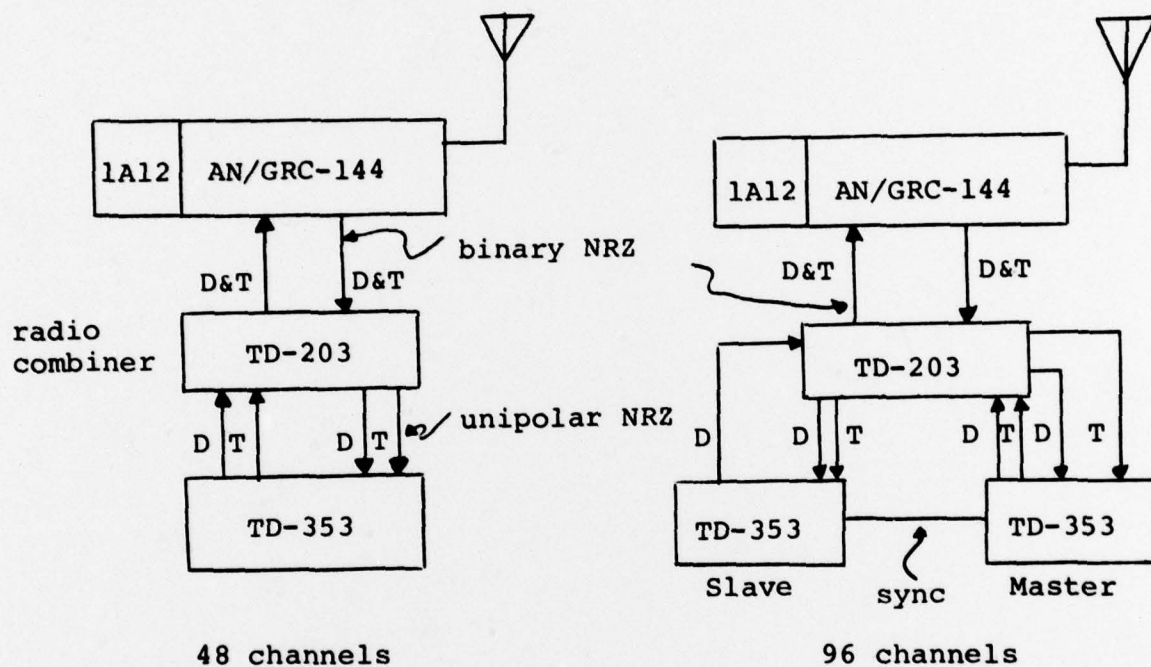 1A12 AN/GRC-144
binary NRZ
D&T D&T
radio
combiner
TD-203
unipolar NRZ
D T D T
TD-353
48 channels
1A12 AN/GRC-144
D&T D&T
TD-203
D D T D T D T
TD-353 TD-353
Slave sync Master
96 channels